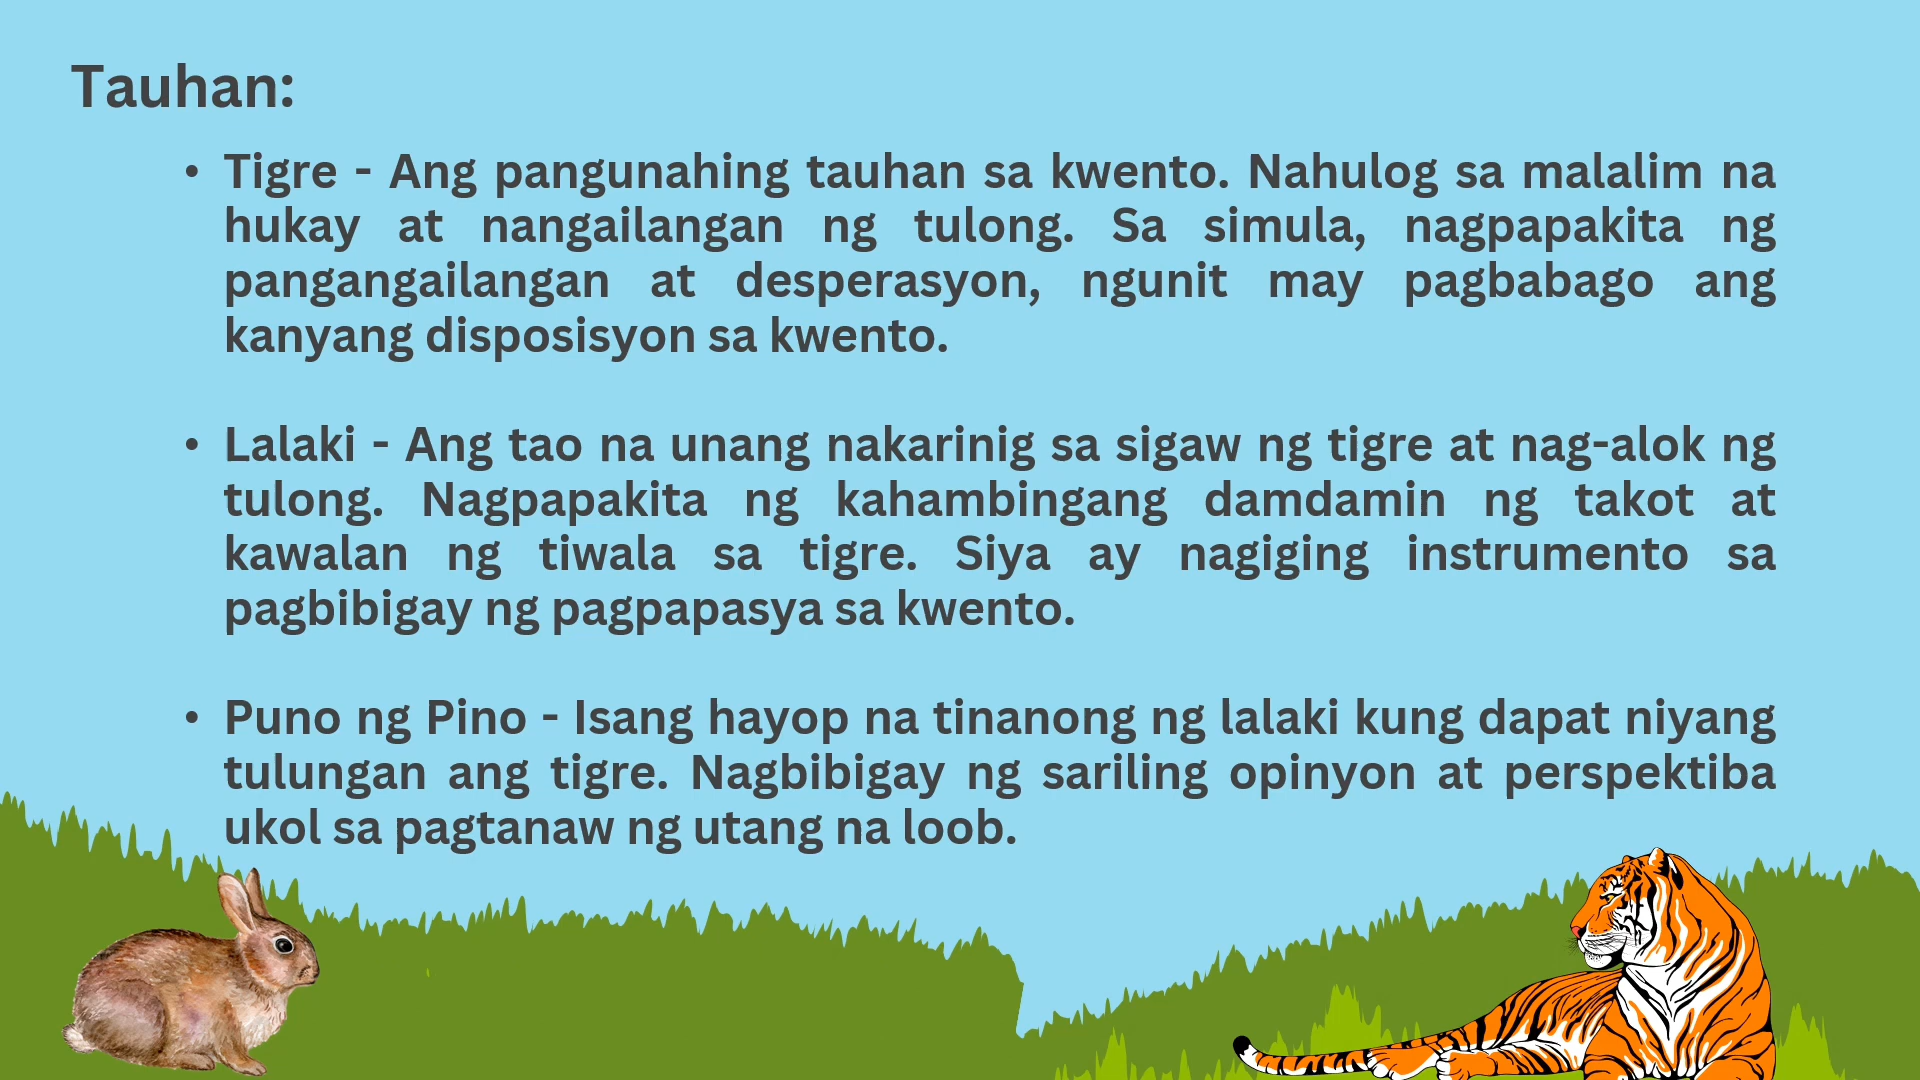 Tauhan:
• Tigre - Ang pangunahing tauhan sa kwento. Nahulog sa malalim na
hukay at nangailangan ng tulong. Sa simula, nagpapakita ng
pangangailangan at desperasyon, ngunit may pagbabago ang
kanyang disposisyon sa kwento.
• Lalaki - Ang tao na unang nakarinig sa sigaw ng tigre at nag-alok ng
tulong. Nagpapakita ng kahambingang damdamin ng takot at
kawalan ng tiwala sa tigre. Siya ay nagiging instrumento sa
pagbibigay ng pagpapasya sa kwento.
• Puno ng Pino - Isang hayop na tinanong ng lalaki kung dapat niyang
tulungan ang tigre. Nagbibigay ng sariling opinyon at perspektiba
ukol sa pagtanaw ng utang na loob.